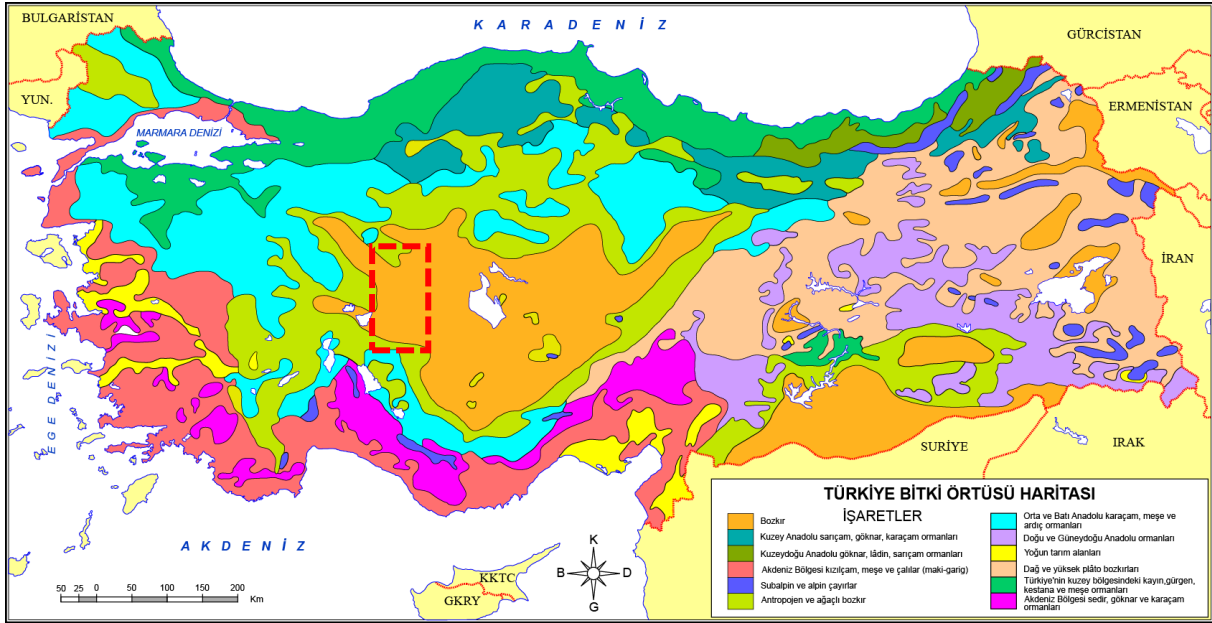 BULGARİSTAN
K A R A D E N İ Z
GÜRCİSTAN
YUN.
ERMENİSTAN
MARMARA DENİZİ
İRAN
EGE DENİZİ
SURİYE
IRAK
A K D E N İ Z
KKTC
GKRY
K
B
D
G
50 25 0 50 100 150 200
Km
TÜRKİYE BİTKİ ÖRTÜSÜ HARİTASI
İŞARETLER
Bozkır
Kuzey Anadolu sarıçam, göknar, karaçam ormanları
Kuzeydoğu Anadolu göknar, lâdin, sarıçam ormanları
Akdeniz Bölgesi kızılçam, meşe ve çalılar (maki-garig)
Subalpin ve alpin çayırlar
Antropojen ve ağaçlı bozkır
Orta ve Batı Anadolu karaçam, meşe ve
ardıç ormanları
Doğu ve Güneydoğu Anadolu ormanları
Yoğun tarım alanları
Dağ ve yüksek plâto bozkırları
Türkiye'nin kuzey bölgesindeki kayın,gürgen,
kestana ve meşe ormanları
Akdeniz Bölgesi sedir, göknar ve karaçam
ormanları